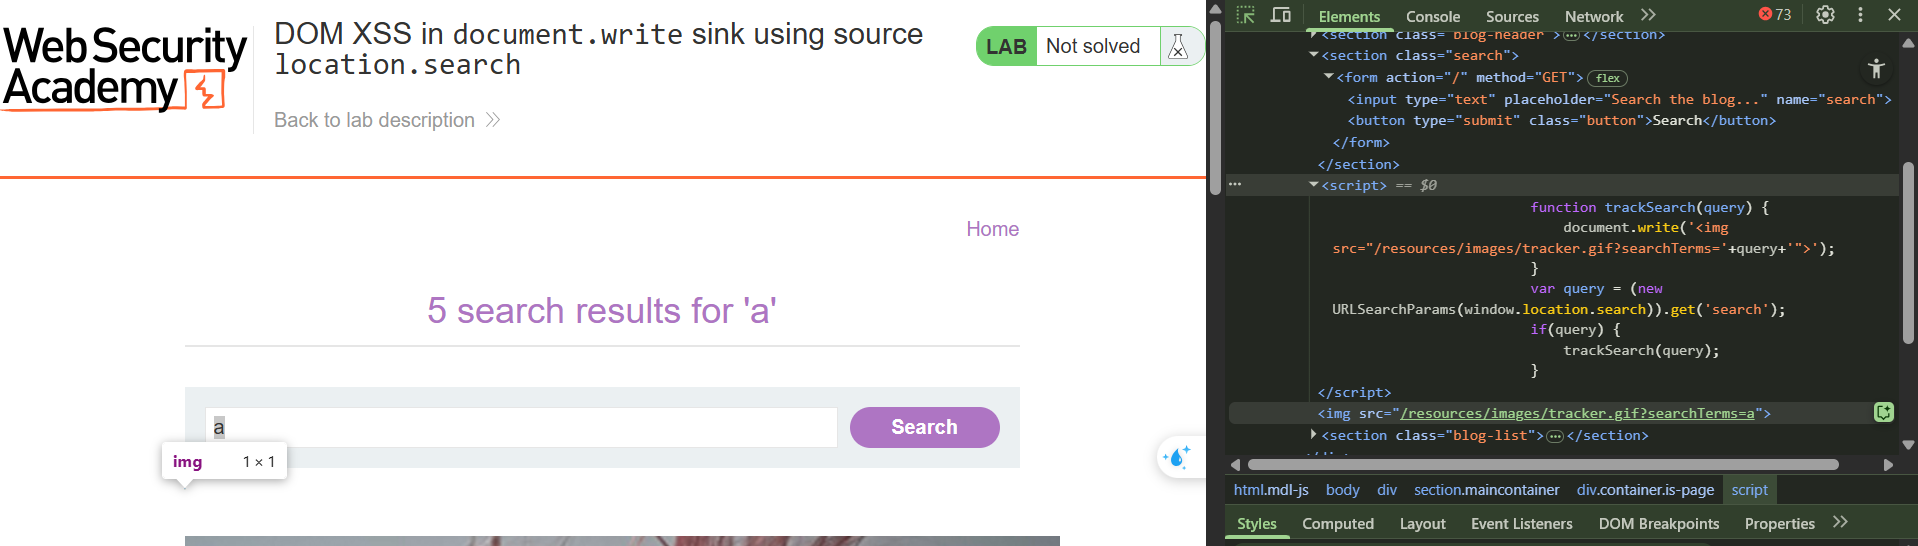 Web Security
Academy
DOM XSS in document.write sink using source
location.search
Back to lab description
LAB Not solved
Home
5 search results for 'a'
a
Search
img 1 × 1
Elements Console Sources Network 73
<section class="blog-header">…</section>
<section class="search">
<form action="/" method="GET"> flex
<input type="text" placeholder="Search the blog..." name="search">
<button type="submit" class="button">Search</button>
</form>
</section>
… <script> == $0
function trackSearch(query) {
document.write('<img
src="/resources/images/tracker.gif?searchTerms='+query+'">');
}
var query = (new
URLSearchParams(window.location.search)).get('search');
if(query) {
trackSearch(query);
}
</script>
<img src="/resources/images/tracker.gif?searchTerms=a">
<section class="blog-list">…</section>
html.mdl-js body div section.maincontainer div.container.is-page script
Styles Computed Layout Event Listeners DOM Breakpoints Properties